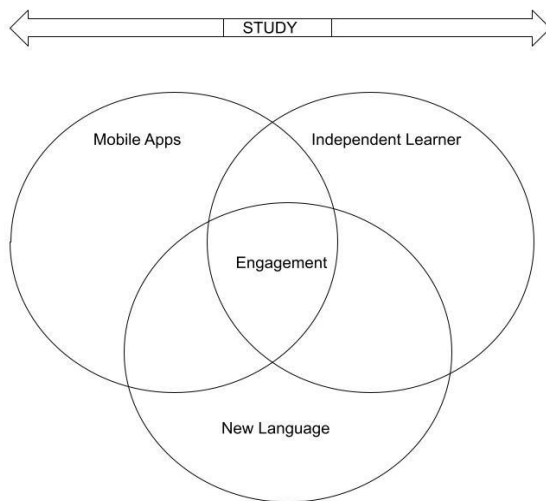 STUDY
Mobile Apps
Independent Learner
Engagement
New Language